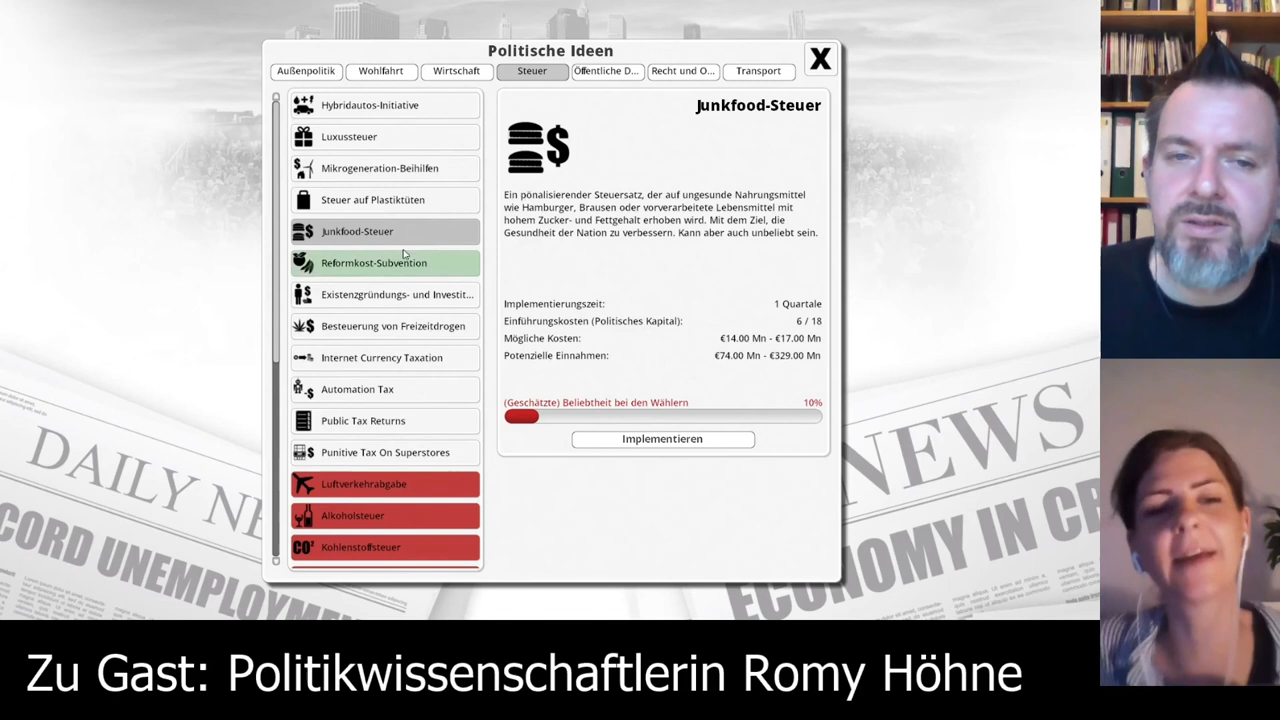 Politische Ideen
X
Außenpolitik
Wohlfahrt
Wirtschaft
Steuer
Öffentliche D...
Recht und O...
Transport
Hybridautos-Initiative
Luxussteuer
Mikrogeneration-Beihilfen
Steuer auf Plastiktüten
Junkfood-Steuer
Reformkost-Subvention
Existenzgründungs- und Investit...
Besteuerung von Freizeitdrogen
Internet Currency Taxation
Automation Tax
Public Tax Returns
Punitive Tax On Superstores
Luftverkehrabgabe
Alkoholsteuer
CO² Kohlenstoffsteuer
Junkfood-Steuer
Ein pönalisierender Steuersatz, der auf ungesunde Nahrungsmittel
wie Hamburger, Brausen oder vorverarbeitete Lebensmittel mit
hohem Zucker- und Fettgehalt erhoben wird. Mit dem Ziel, die
Gesundheit der Nation zu verbessern. Kann aber auch unbeliebt sein.
Implementierungszeit: 1 Quartale
Einführungskosten (Politisches Kapital): 6 / 18
Mögliche Kosten: €14.00 Mn - €17.00 Mn
Potenzielle Einnahmen: €74.00 Mn - €329.00 Mn
(Geschätzte) Beliebtheit bei den Wählern 10%
Implementieren
DAILY NE
CORD UNEMPLOYM
NEWS
ECONOMY IN CR
Zu Gast: Politikwissenschaftlerin Romy Höhne